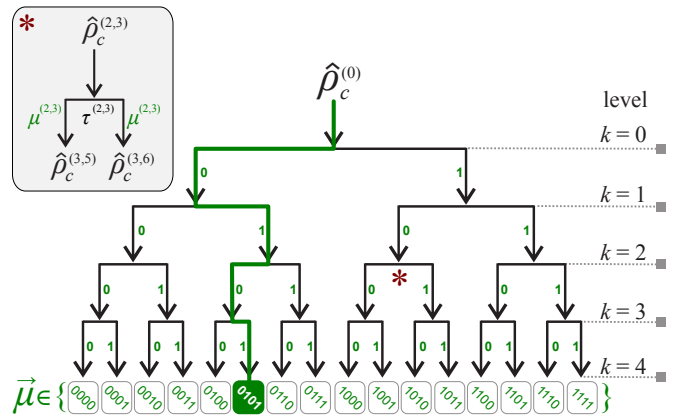 *
ρ̂_c^(2,3)
μ^(2,3) τ^(2,3) μ^(2,3)
ρ̂_c^(3,5) ρ̂_c^(3,6)
ρ̂_c^(0)
level
k = 0
0 1
k = 1
0 1 0 1
k = 2
*
0 1 0 1 0 1 0 1
k = 3
0 1 0 1 0 1 0 1 0 1 0 1 0 1 0 1
k = 4
μ⃗ ∈ { 0000 0001 0010 0011 0100 0101 0110 0111 1000 1001 1010 1011 1100 1101 1110 1111 }